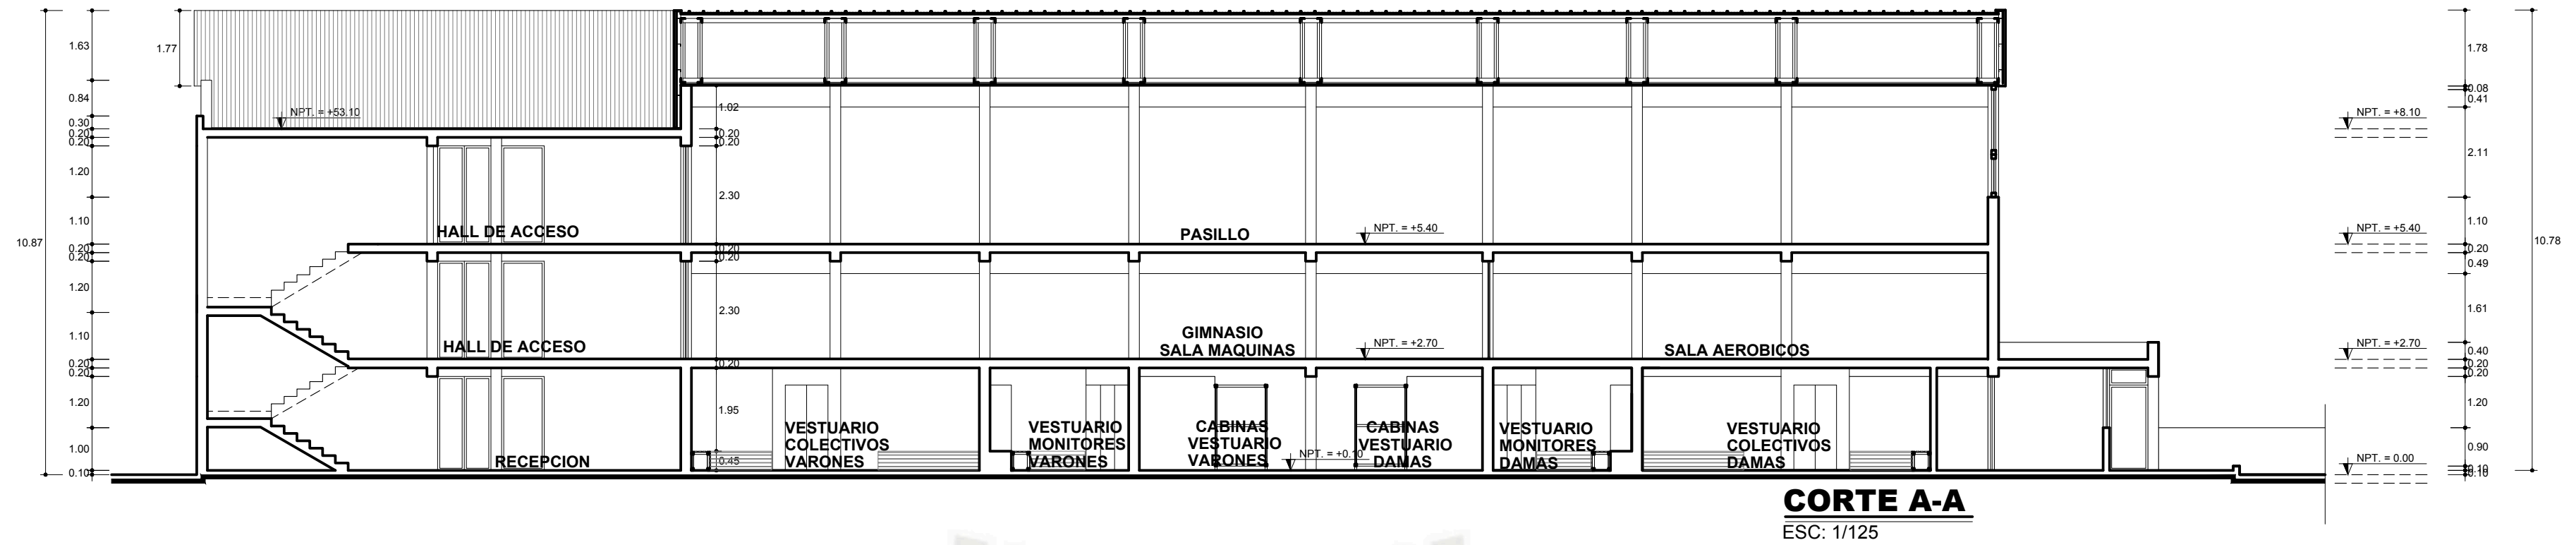 10.87
1.63
0.84
0.30
0.20
0.20
1.20
1.10
0.20
0.20
1.20
1.10
0.20
0.20
1.20
1.00
0.10
1.77
NPT. = +53.10
1.02
0.20
0.20
2.30
0.20
0.20
2.30
0.20
1.95
0.45
HALL DE ACCESO
PASILLO
NPT. = +5.40
HALL DE ACCESO
GIMNASIO
SALA MAQUINAS
NPT. = +2.70
SALA AEROBICOS
RECEPCION
VESTUARIO
COLECTIVOS
VARONES
VESTUARIO
MONITORES
VARONES
CABINAS
VESTUARIO
VARONES
NPT. = +0.10
CABINAS
VESTUARIO
DAMAS
VESTUARIO
MONITORES
DAMAS
VESTUARIO
COLECTIVOS
DAMAS
NPT. = +8.10
NPT. = +5.40
NPT. = +2.70
NPT. = 0.00
1.78
0.08
0.41
2.11
1.10
0.20
0.49
1.61
0.40
0.20
0.20
1.20
0.90
0.10
0.10
10.78
CORTE A-A
ESC: 1/125